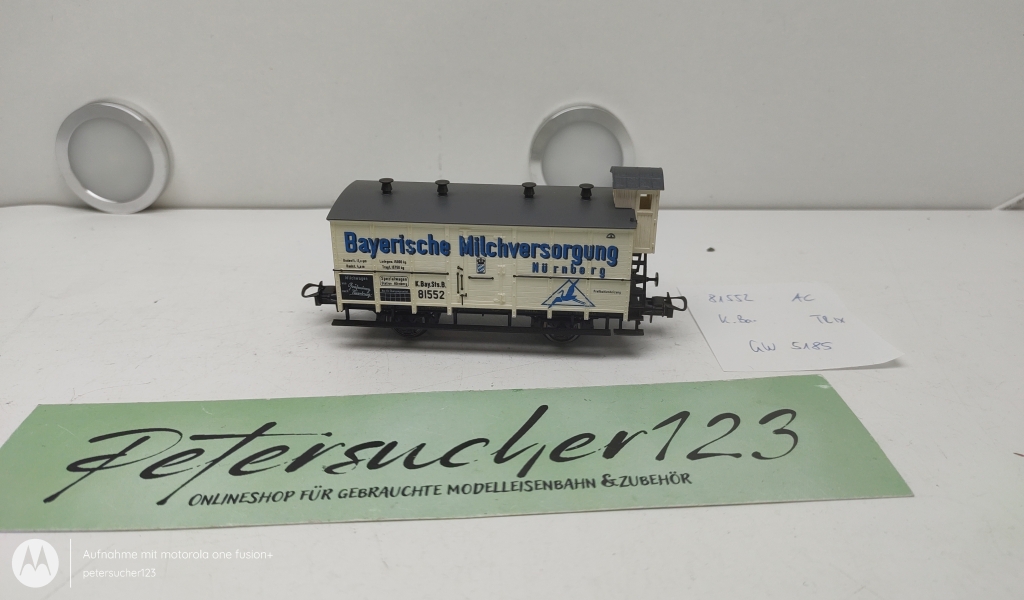 Bayerische Milchversorgung
Nürnberg
K.Bay.Sts.B.
81552
81552 AC
K.Ba. TRIX
GW 5185
Petersucher123
ONLINESHOP FÜR GEBRAUCHTE MODELLEISENBAHN & ZUBEHÖR
Aufnahme mit motorola one fusion+
petersucher123